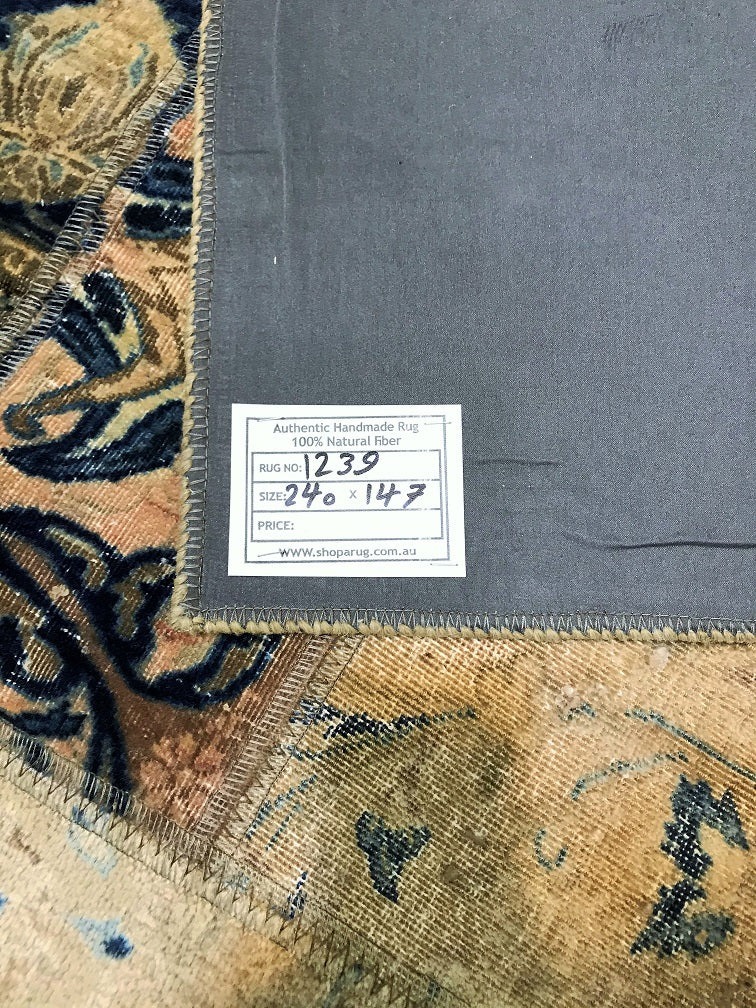 Authentic Handmade Rug
100% Natural Fiber
RUG NO: 1239
SIZE: 240 x 147
PRICE:
WWW.shoparug.com.au